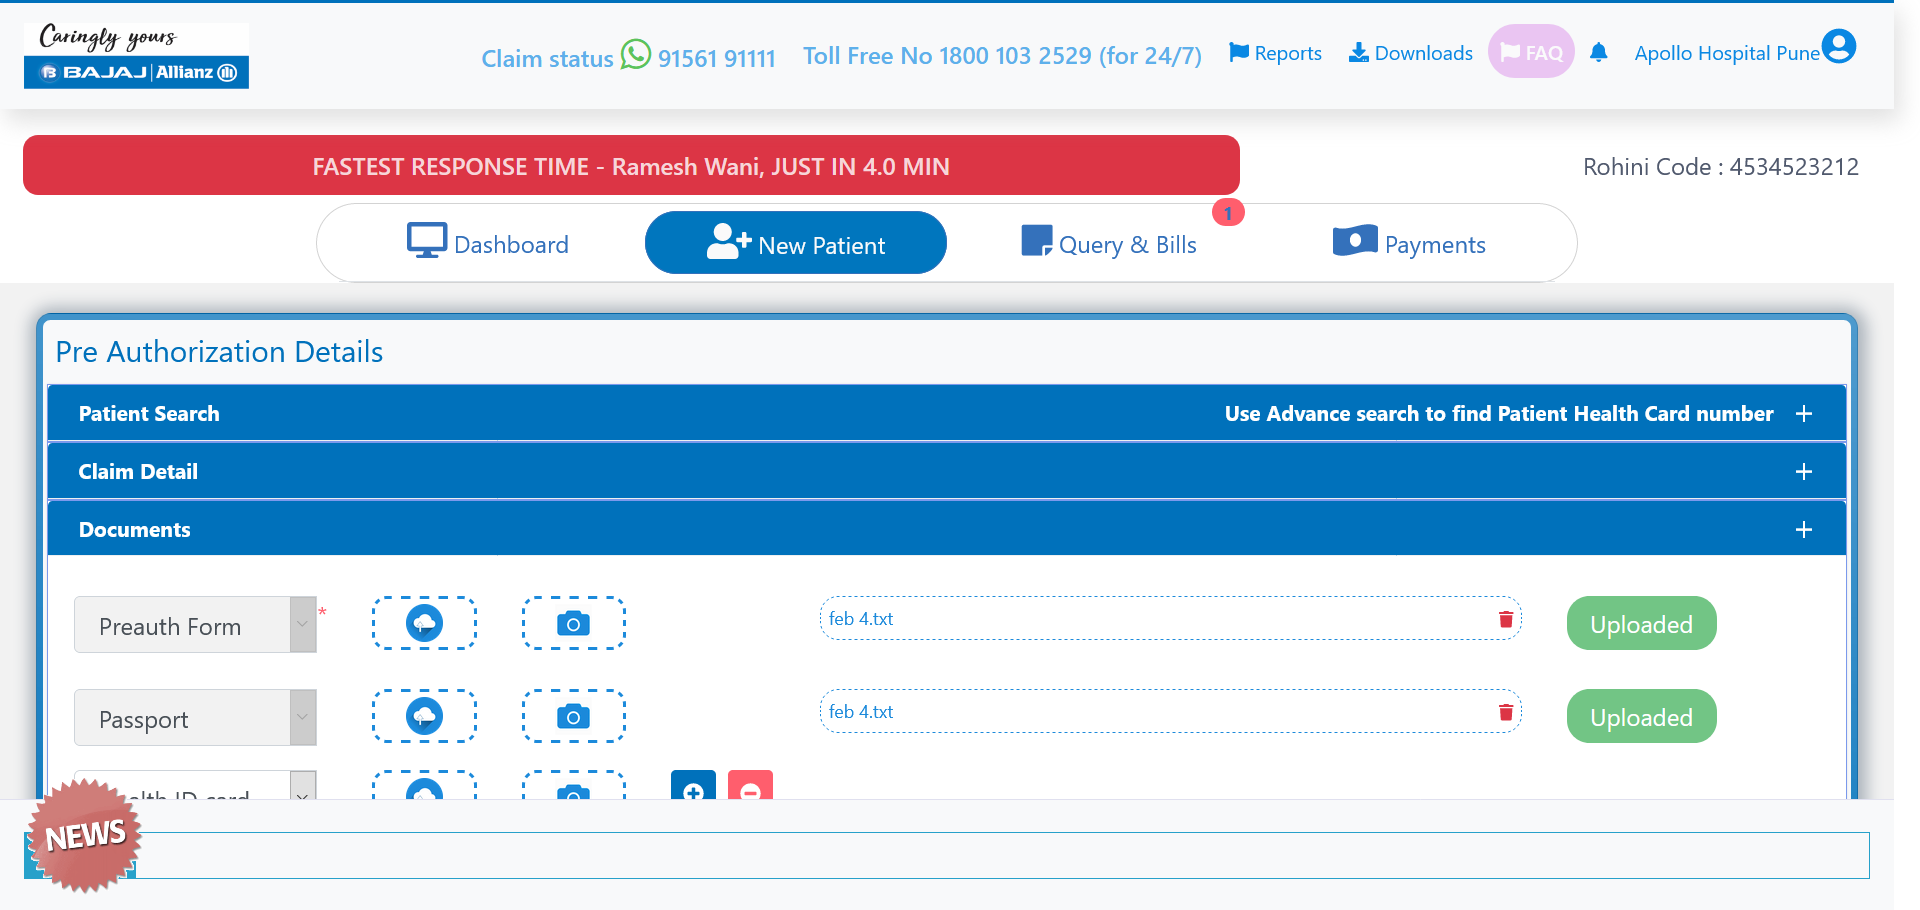 Caringly yours
BAJAJ | Allianz
Claim status 91561 91111
Toll Free No 1800 103 2529 (for 24/7)
Reports
Downloads
FAQ
Apollo Hospital Pune
FASTEST RESPONSE TIME - Ramesh Wani, JUST IN 4.0 MIN
Rohini Code : 4534523212
Dashboard
New Patient
Query & Bills
1
Payments
Pre Authorization Details
Patient Search
Use Advance search to find Patient Health Card number
Claim Detail
Documents
Preauth Form *
feb 4.txt
Uploaded
Passport
feb 4.txt
Uploaded
ID card
NEWS